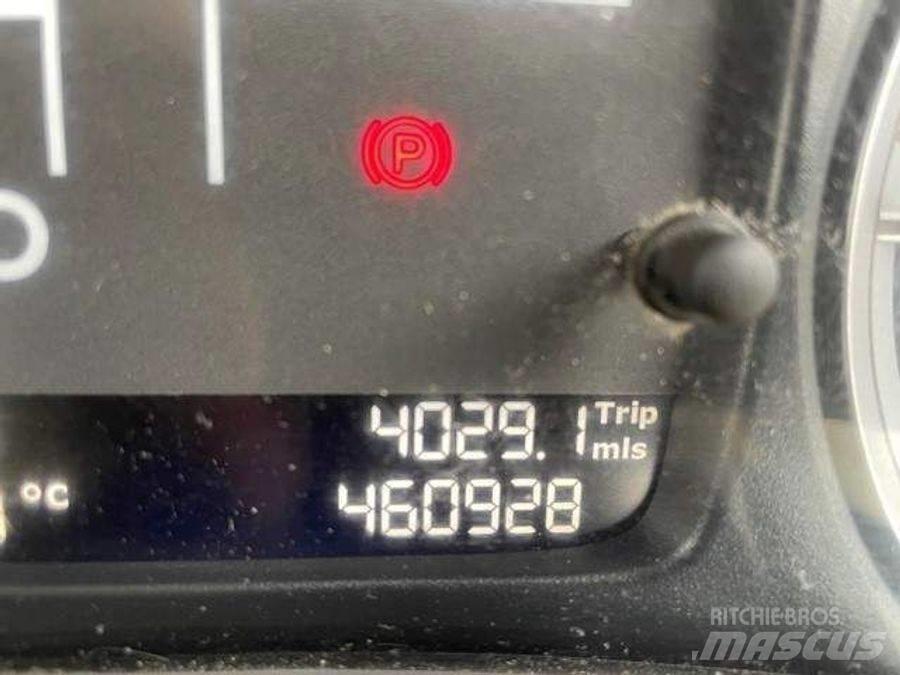 P
4029.1 Trip
mls
°C
460928
RITCHIE BROS.
MASCUS